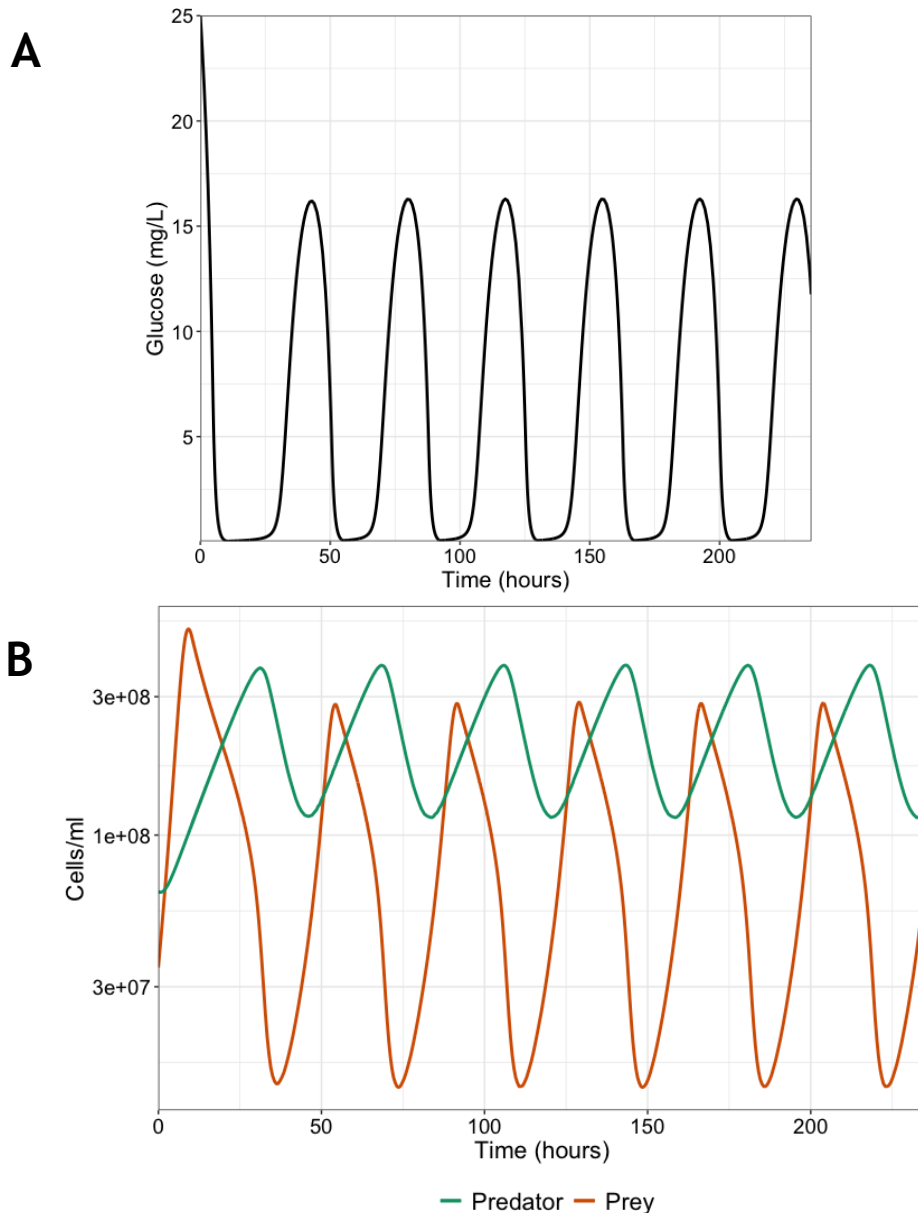 A
25
20
15
10
5
Glucose (mg/L)
0 50 100 150 200
Time (hours)
B
3e+08
1e+08
3e+07
Cells/ml
0 50 100 150 200
Time (hours)
Predator Prey